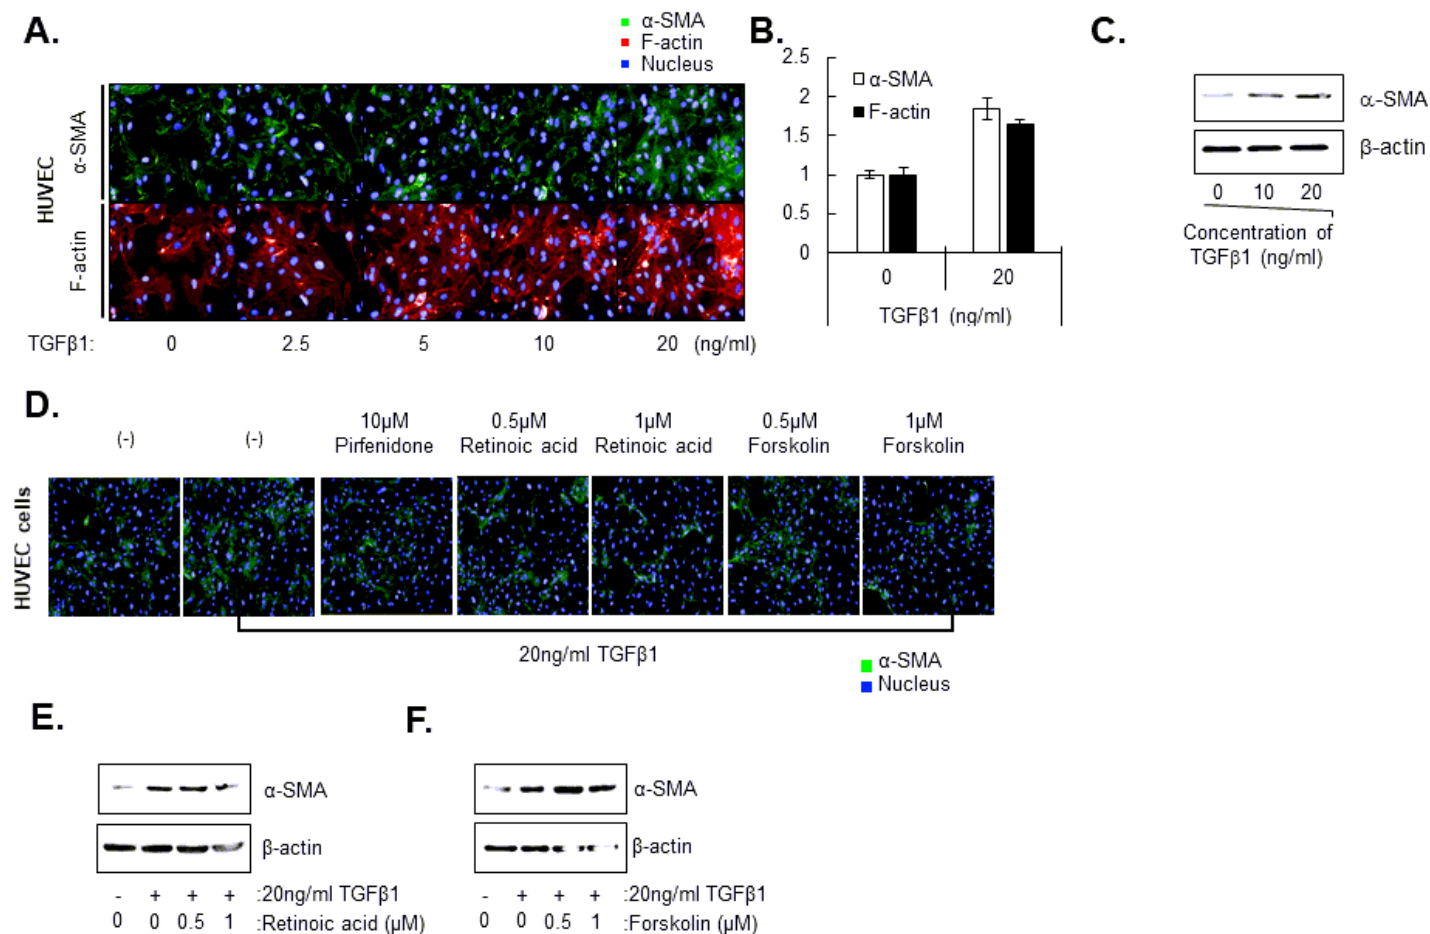 A.
α-SMA
F-actin
Nucleus
HUVEC
α-SMA
F-actin
TGFβ1: 0 2.5 5 10 20 (ng/ml)
B.
2.5
2
1.5
1
0.5
0
α-SMA
F-actin
0 20
TGFβ1 (ng/ml)
C.
α-SMA
β-actin
0 10 20
Concentration of
TGFβ1 (ng/ml)
D.
(-)
(-)
10µM
Pirfenidone
0.5µM
Retinoic acid
1µM
Retinoic acid
0.5µM
Forskolin
1µM
Forskolin
HUVEC cells
20ng/ml TGFβ1
α-SMA
Nucleus
E.
α-SMA
β-actin
- + + + :20ng/ml TGFβ1
0 0 0.5 1 :Retinoic acid (µM)
F.
α-SMA
β-actin
- + + + :20ng/ml TGFβ1
0 0 0.5 1 :Forskolin (µM)